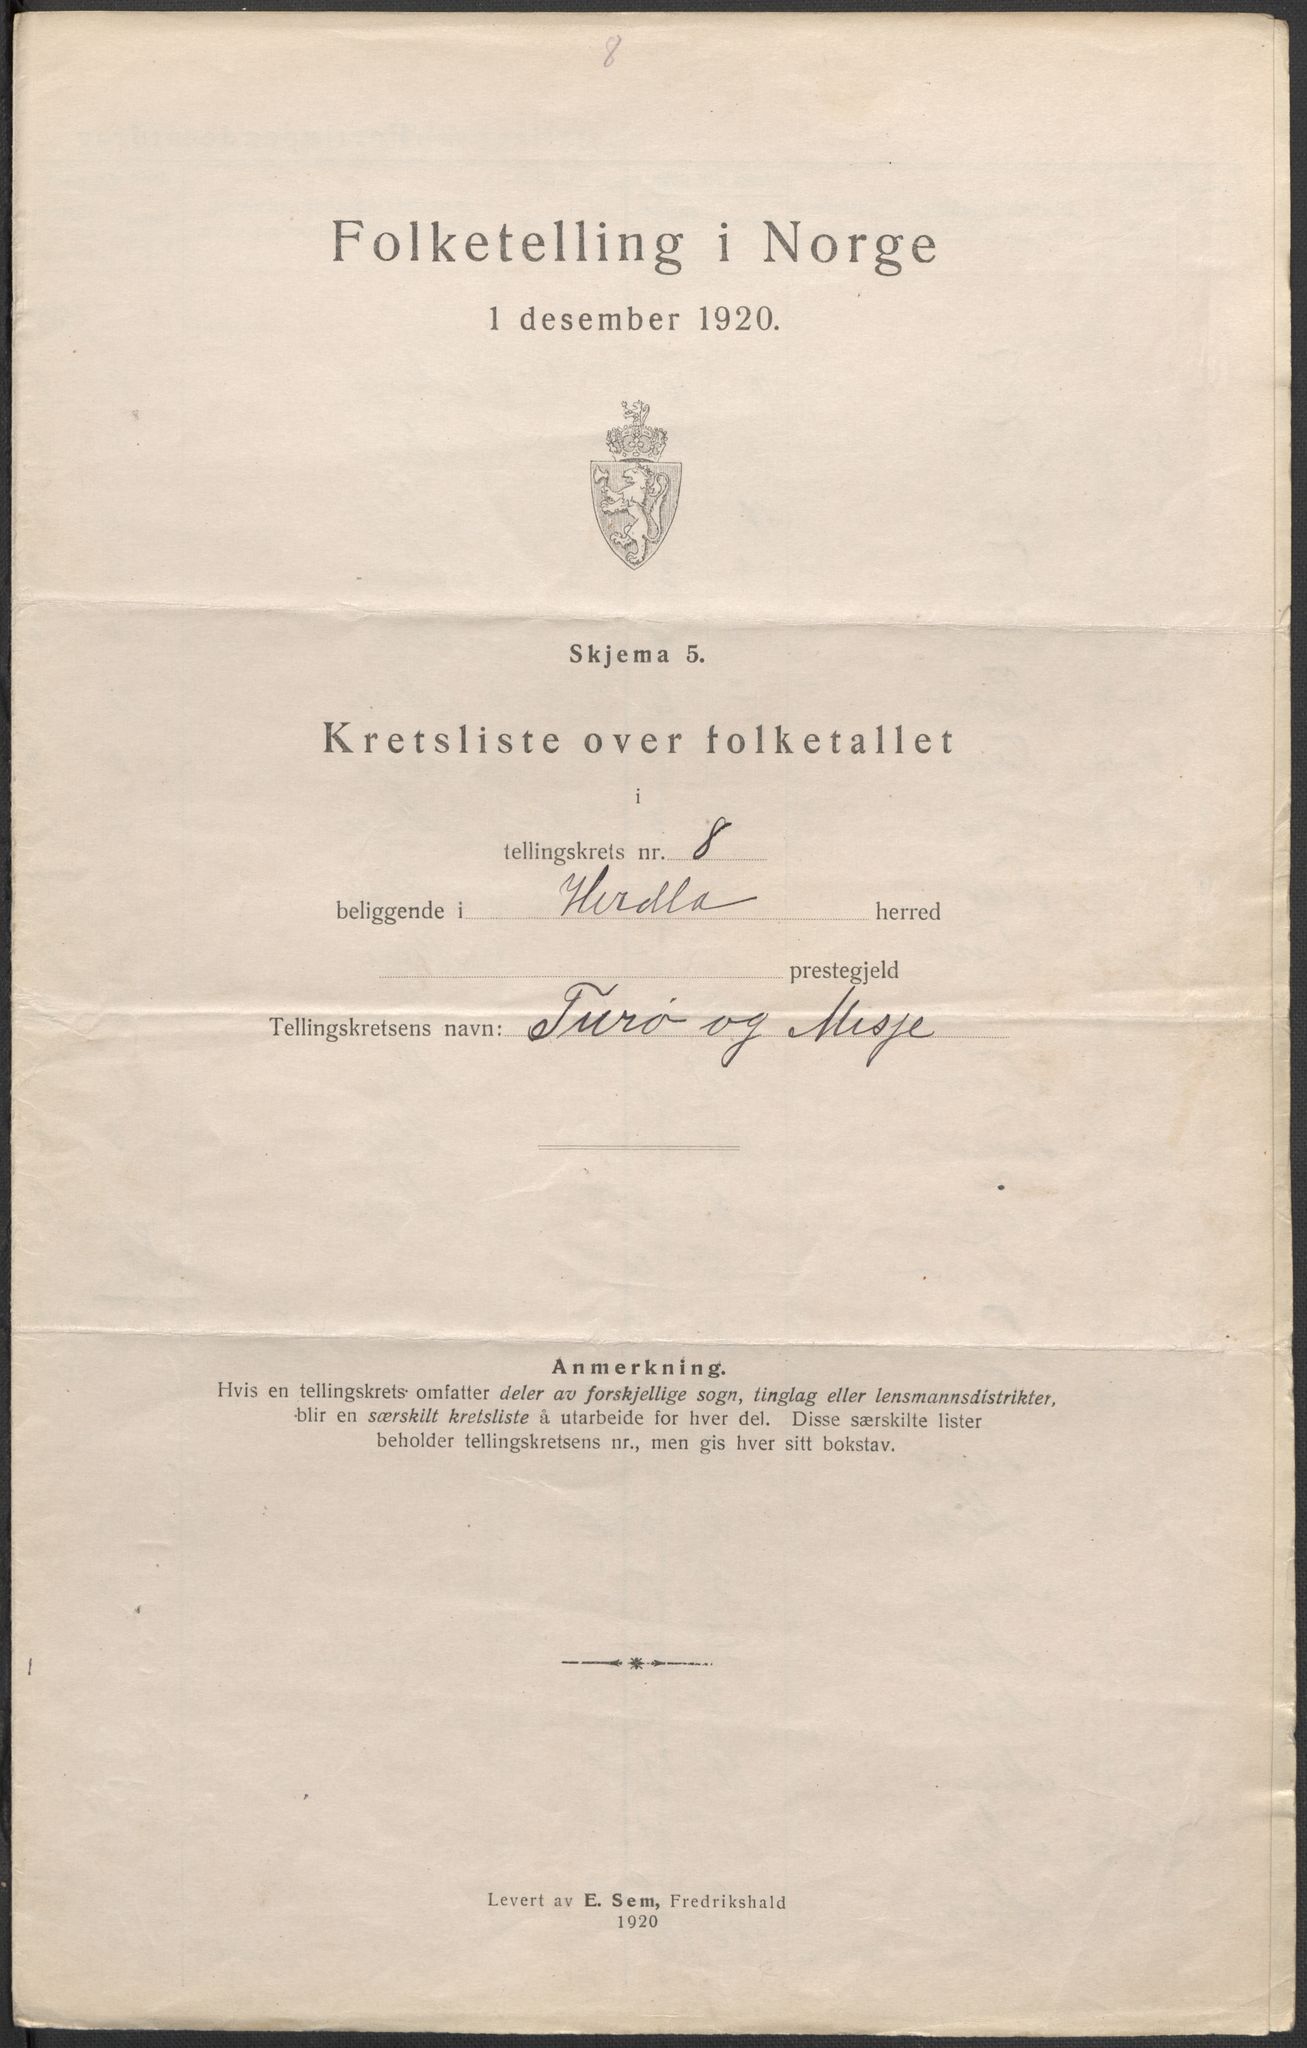 8
Folketelling i Norge
1 desember 1920.
Skjema 5.
Kretsliste over folketallet
i
tellingskrets nr. 8
beliggende i Herdla herred
prestegjeld
Tellingskretsens navn: Turø og Misje
Anmerkning.
Hvis en tellingskrets omfatter deler av forskjellige sogn, tinglag eller lensmannsdistrikter,
blir en særskilt kretsliste å utarbeide for hver del. Disse særskilte lister
beholder tellingskretsens nr., men gis hver sitt bokstav.
Levert av E. Sem, Fredrikshald
1920